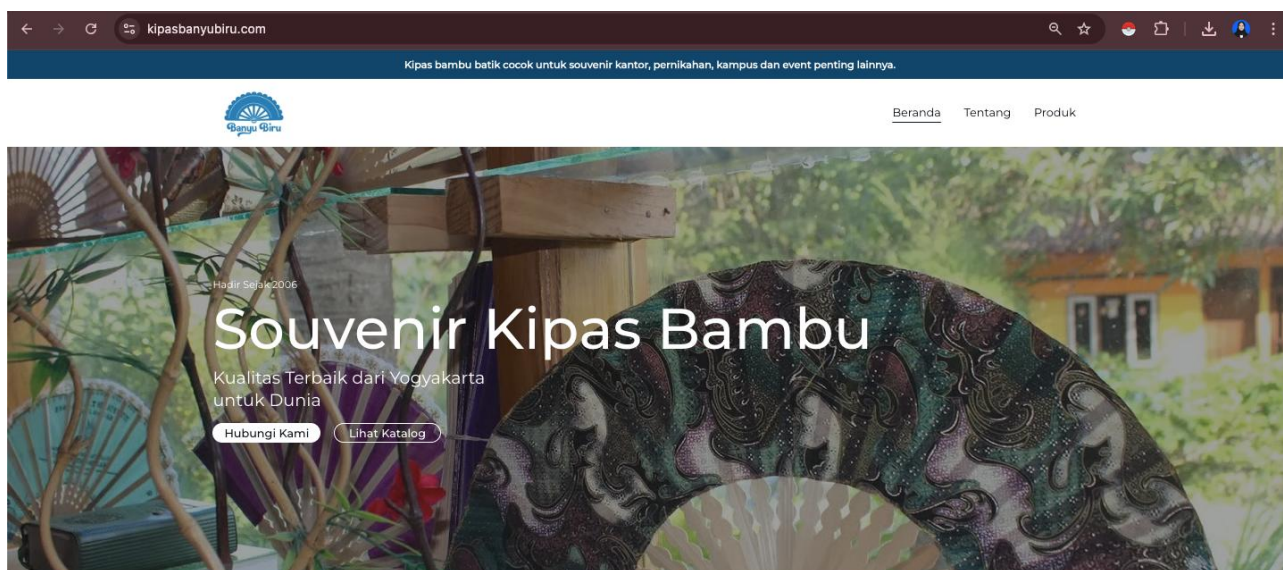 kipasbanyubiru.com
Kipas bambu batik cocok untuk souvenir kantor, pernikahan, kampus dan event penting lainnya.
Banyu Biru
Beranda Tentang Produk
Hadir Sejak 2006
Souvenir Kipas Bambu
Kualitas Terbaik dari Yogyakarta
untuk Dunia
Hubungi Kami Lihat Katalog